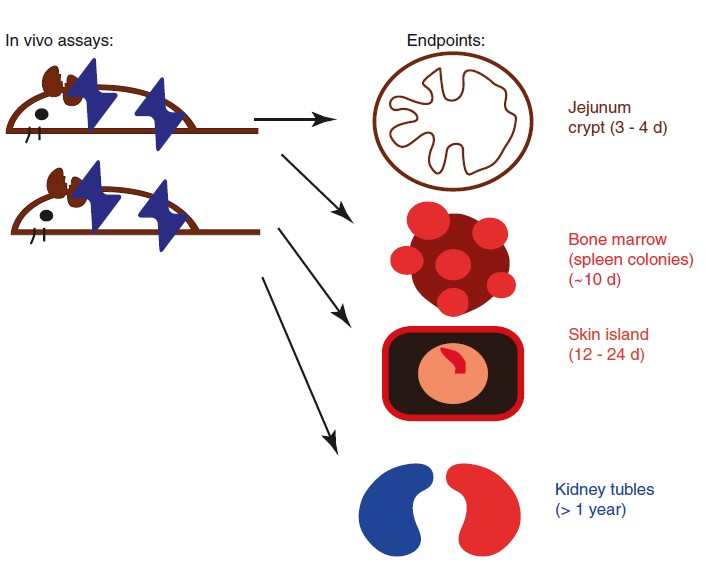 In vivo assays:
Endpoints:
Jejunum
crypt (3 - 4 d)
Bone marrow
(spleen colonies)
(~10 d)
Skin island
(12 - 24 d)
Kidney tubles
(> 1 year)